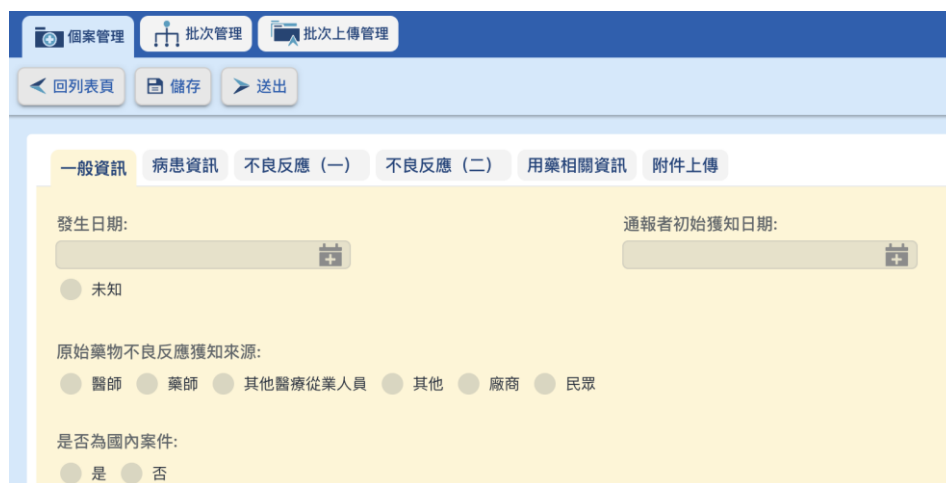 個案管理 批次管理 批次上傳管理
回列表頁 儲存 送出
一般資訊 病患資訊 不良反應（一） 不良反應（二） 用藥相關資訊 附件上傳
發生日期: 通報者初始獲知日期:
未知
原始藥物不良反應獲知來源:
醫師 藥師 其他醫療從業人員 其他 廠商 民眾
是否為國內案件:
是 否